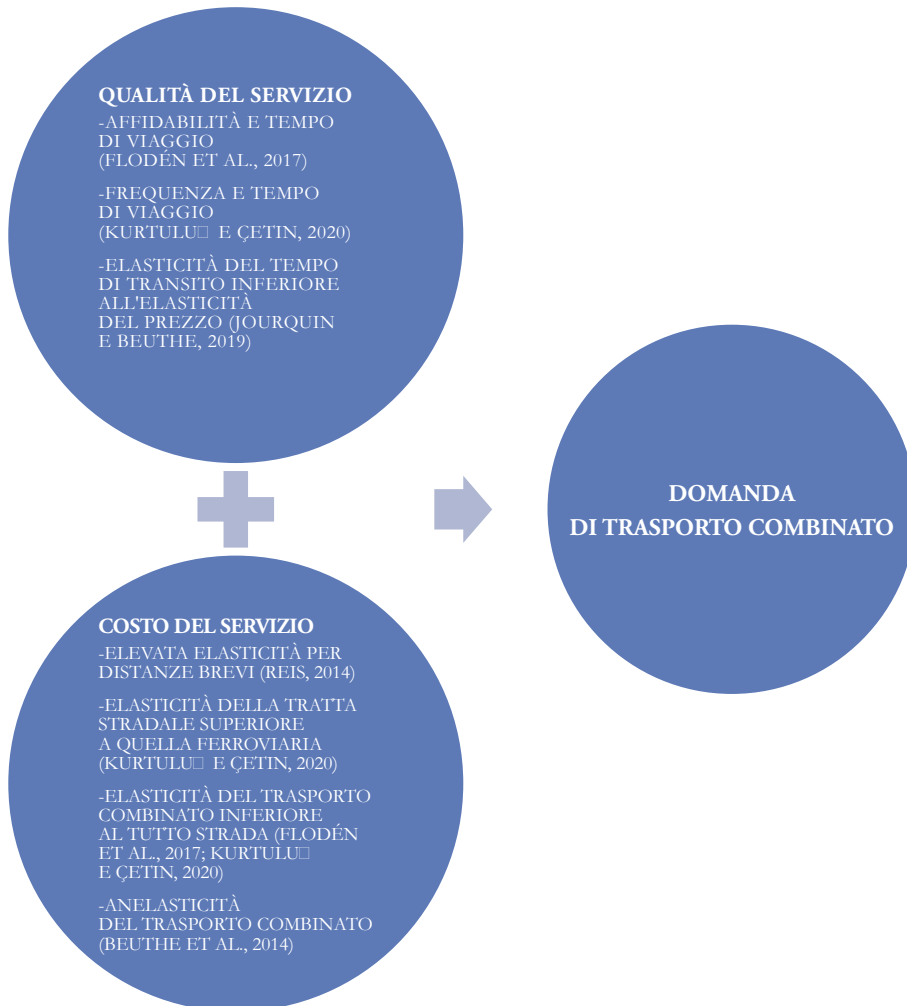 QUALITÀ DEL SERVIZIO
-AFFIDABILITÀ E TEMPO
DI VIAGGIO
(FLODÉN ET AL., 2017)
-FREQUENZA E TEMPO
DI VIAGGIO
(KURTULU□ E ÇETIN, 2020)
-ELASTICITÀ DEL TEMPO
DI TRANSITO INFERIORE
ALL'ELASTICITÀ
DEL PREZZO (JOURQUIN
E BEUTHE, 2019)
COSTO DEL SERVIZIO
-ELEVATA ELASTICITÀ PER
DISTANZE BREVI (REIS, 2014)
-ELASTICITÀ DELLA TRATTA
STRADALE SUPERIORE
A QUELLA FERROVIARIA
(KURTULU□ E ÇETIN, 2020)
-ELASTICITÀ DEL TRASPORTO
COMBINATO INFERIORE
AL TUTTO STRADA (FLODÉN
ET AL., 2017; KURTULU□
E ÇETIN, 2020)
-ANELASTICITÀ
DEL TRASPORTO COMBINATO
(BEUTHE ET AL., 2014)
DOMANDA
DI TRASPORTO COMBINATO